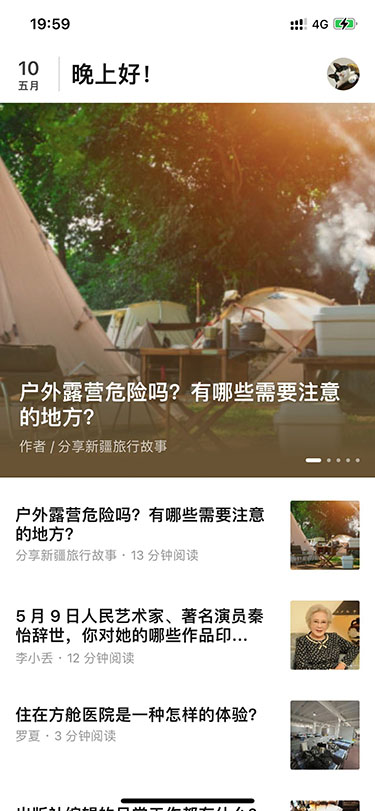 19:59
4G
10
五月
晚上好！
户外露营危险吗？有哪些需要注意
的地方？
作者 / 分享新疆旅行故事
户外露营危险吗？有哪些需要注意
的地方？
分享新疆旅行故事 · 13 分钟阅读
5 月 9 日人民艺术家、著名演员秦
怡辞世，你对她的哪些作品印...
李小丢 · 12 分钟阅读
住在方舱医院是一种怎样的体验？
罗夏 · 3 分钟阅读